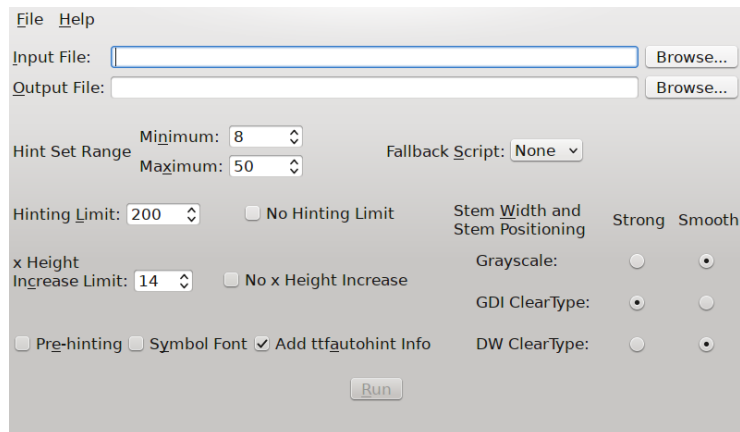 File Help
Input File: Browse...
Output File: Browse...
Minimum: 8
Hint Set Range Fallback Script: None
Maximum: 50
Hinting Limit: 200 No Hinting Limit
Stem Width and
Stem Positioning Strong Smooth
x Height
Increase Limit: 14 No x Height Increase
Grayscale:
GDI ClearType:
Pre-hinting Symbol Font Add ttfautohint Info DW ClearType:
Run